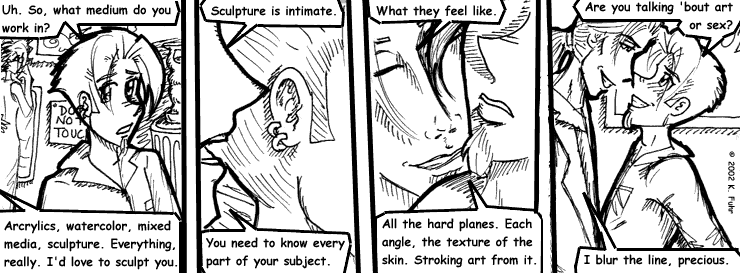 Uh. So, what medium do you
work in?
"DO
NO
TOUC
Arcrylics, watercolor, mixed
media, sculpture. Everything,
really. I'd love to sculpt you.
Sculpture is intimate.
You need to know every
part of your subject.
What they feel like.
All the hard planes. Each
angle, the texture of the
skin. Stroking art from it.
Are you talking 'bout art
or sex?
I blur the line, precious.
© 2002 K. Fuhr